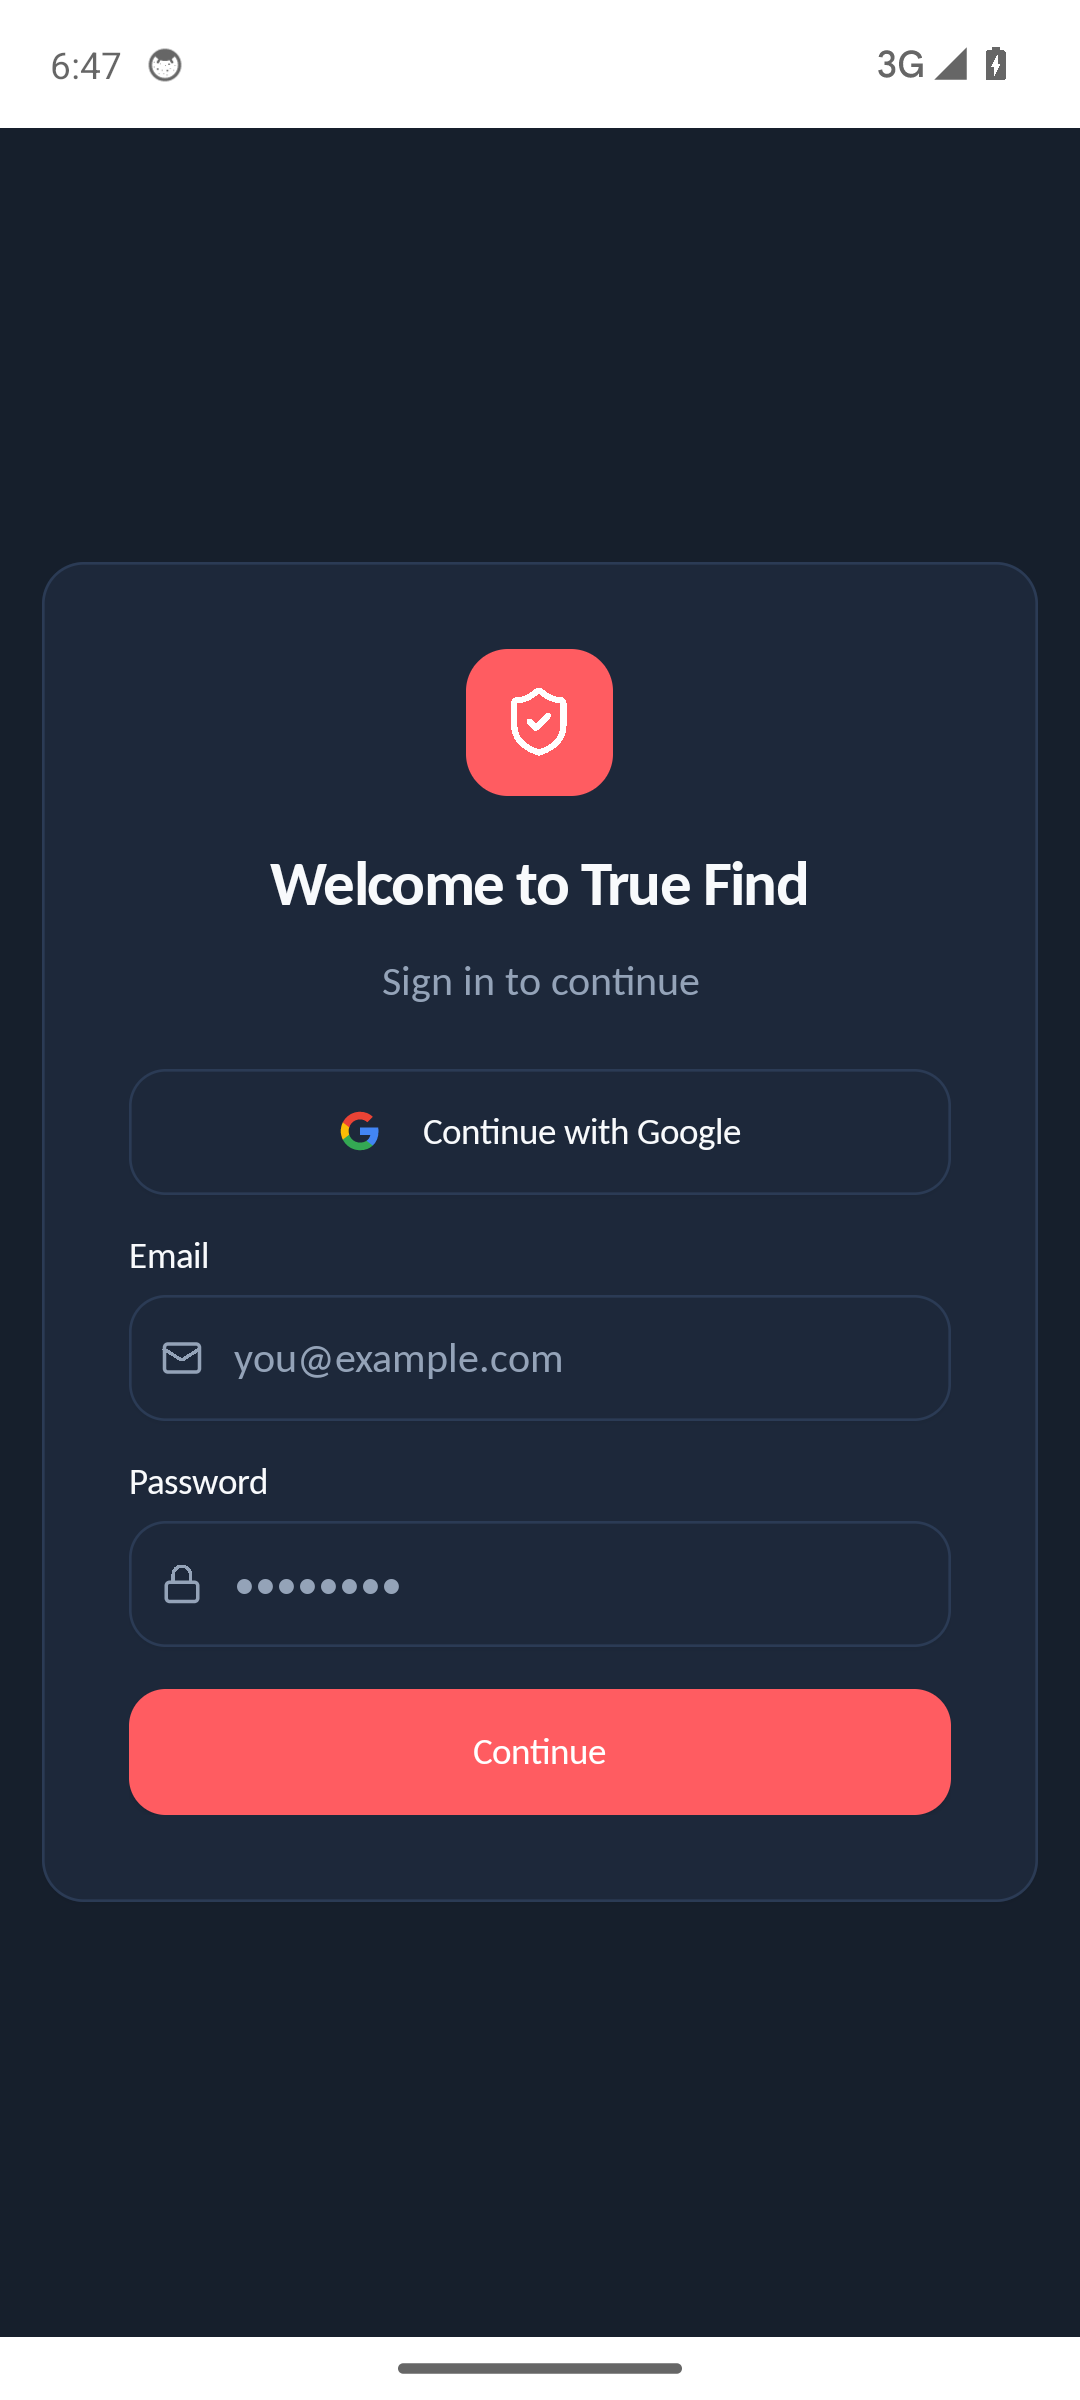 6:47
3G
Welcome to True Find
Sign in to continue
Continue with Google
Email
you@example.com
Password
••••••••
Continue